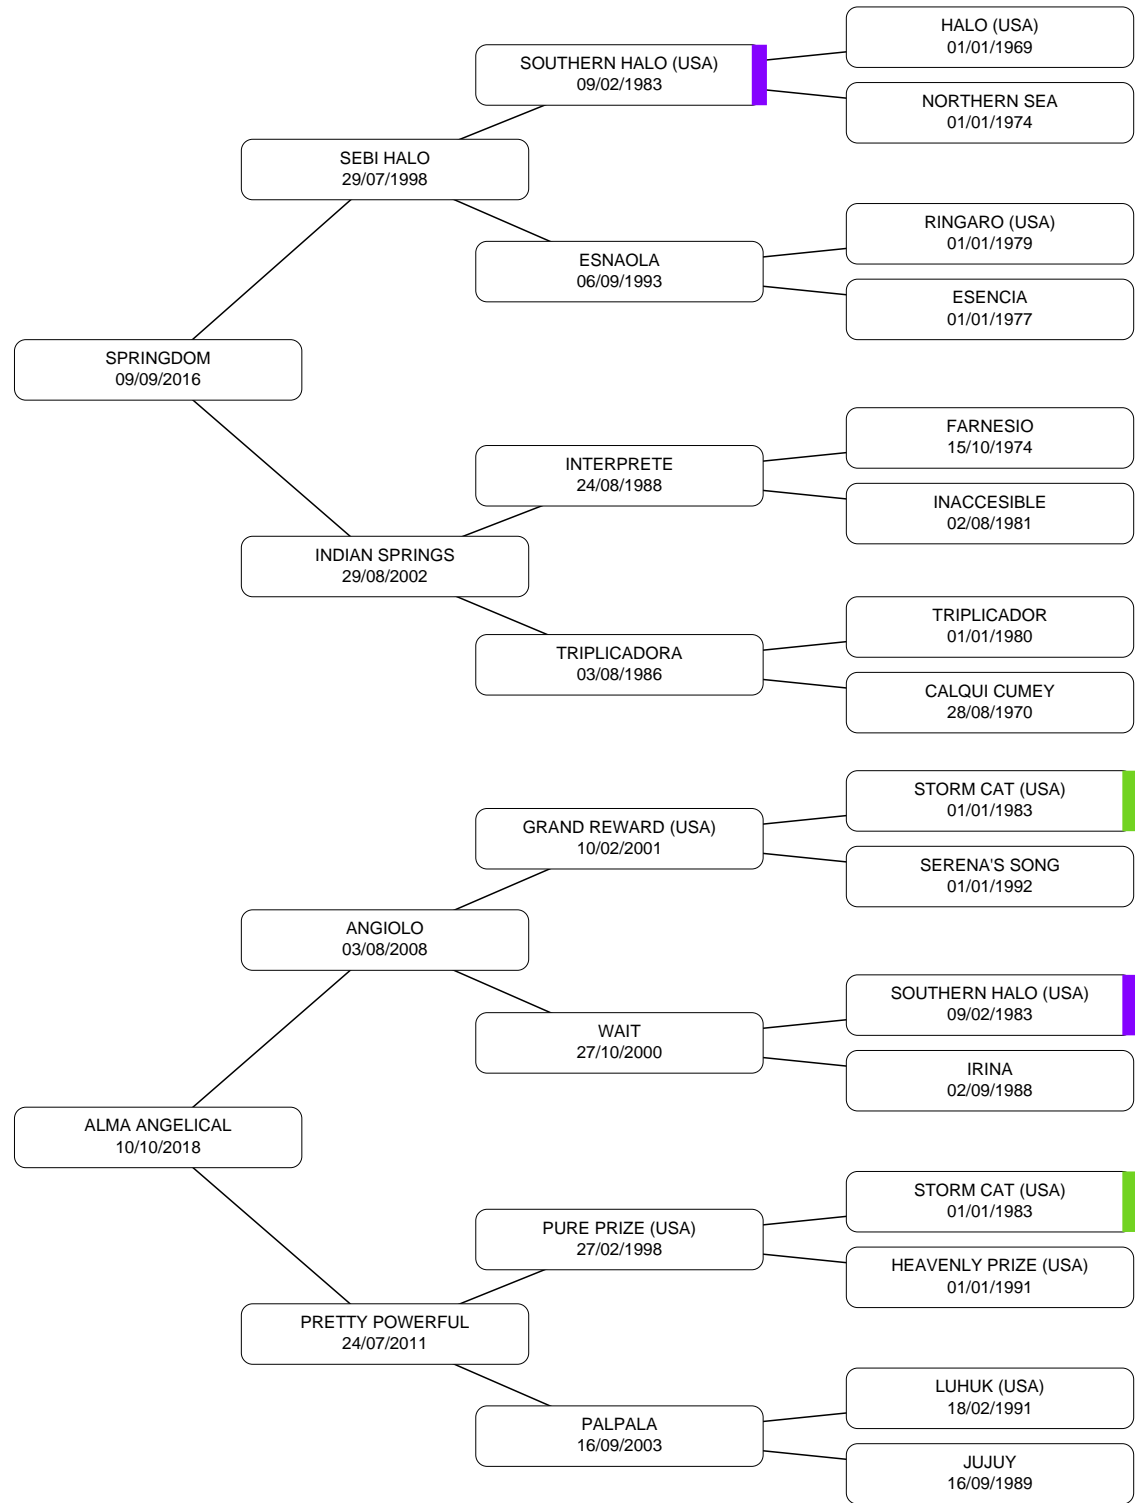 HALO (USA)
01/01/1969
SOUTHERN HALO (USA)
09/02/1983
NORTHERN SEA
01/01/1974
SEBI HALO
29/07/1998
RINGARO (USA)
01/01/1979
ESNAOLA
06/09/1993
ESENCIA
01/01/1977
SPRINGDOM
09/09/2016
FARNESIO
15/10/1974
INTERPRETE
24/08/1988
INACCESIBLE
02/08/1981
INDIAN SPRINGS
29/08/2002
TRIPLICADOR
01/01/1980
TRIPLICADORA
03/08/1986
CALQUI CUMEY
28/08/1970
STORM CAT (USA)
01/01/1983
GRAND REWARD (USA)
10/02/2001
SERENA'S SONG
01/01/1992
ANGIOLO
03/08/2008
SOUTHERN HALO (USA)
09/02/1983
WAIT
27/10/2000
IRINA
02/09/1988
ALMA ANGELICAL
10/10/2018
STORM CAT (USA)
01/01/1983
PURE PRIZE (USA)
27/02/1998
HEAVENLY PRIZE (USA)
01/01/1991
PRETTY POWERFUL
24/07/2011
LUHUK (USA)
18/02/1991
PALPALA
16/09/2003
JUJUY
16/09/1989